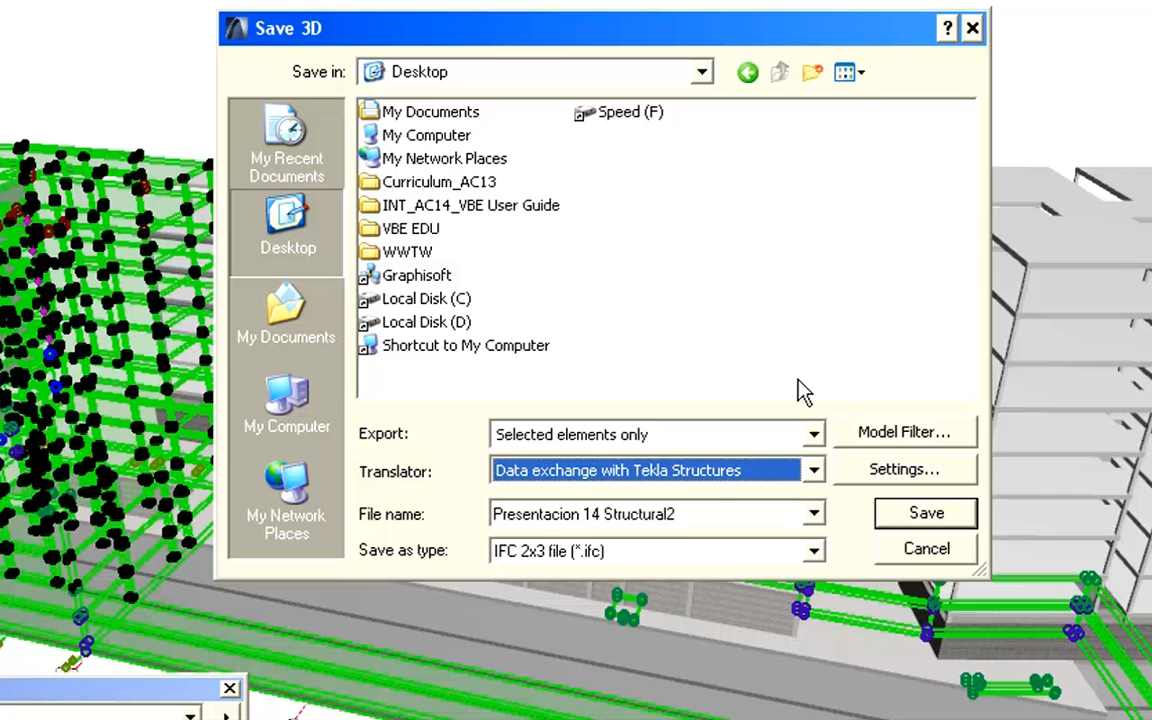 Save 3D
Save in: Desktop
My Recent
Documents
Desktop
My Documents
My Computer
My Network
Places
My Documents
My Computer
My Network Places
Curriculum_AC13
INT_AC14_VBE User Guide
VBE EDU
WWTW
Graphisoft
Local Disk (C)
Local Disk (D)
Shortcut to My Computer
Speed (F)
Export: Selected elements only Model Filter...
Translator: Data exchange with Tekla Structures Settings...
File name: Presentacion 14 Structural2 Save
Save as type: IFC 2x3 file (*.ifc) Cancel